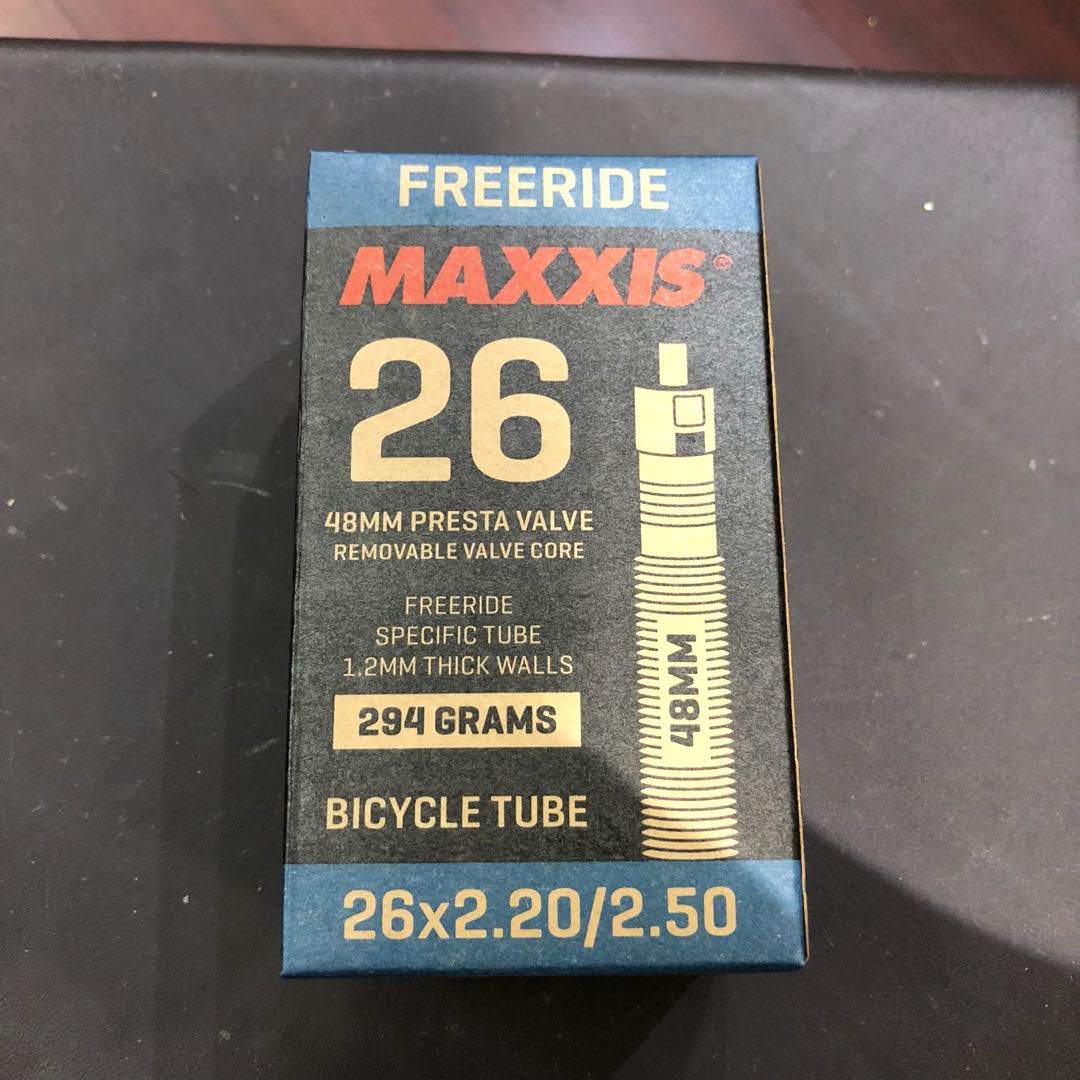 FREERIDE
MAXXIS®
26
48MM PRESTA VALVE
REMOVABLE VALVE CORE
FREERIDE
SPECIFIC TUBE
1.2MM THICK WALLS
294 GRAMS
48MM
BICYCLE TUBE
26x2.20/2.50